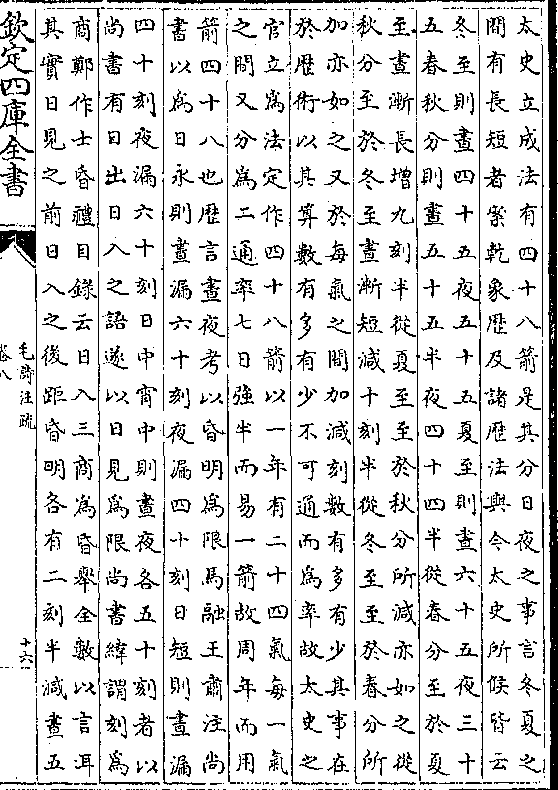 太史立成法有四十八箭是其分日夜之事言冬夏之
間有長短者案乾象歴及諸歴法與今太史所候皆云
冬至則晝四十五夜五十五夏至則晝六十五夜三十
五春秋分則晝五十五半夜四十四半從春分至於夏
至晝漸長增九刻半從夏至至於秋分所減亦如之從
秋分至於冬至晝漸短減十刻半從冬至至於春分所
加亦如之又於每氣之間加減刻數有多有少其事在
於歴術以其算數有多有少不可通而為率故太史之
官立為法定作四十八箭以一年有二十四氣每一氣
之間又分為二通率七日強半而易一箭故周年而用
箭四十八也歴言晝夜考以昏明為限馬融王肅注尚
書以為日永則晝漏六十刻夜漏四十刻日短則晝漏
四十刻夜漏六十刻日中宵中則晝夜各五十刻者以
尚書有日出日入之語遂以日見為限尚書緯謂刻為
商鄭作士昏禮目錄云日入三商為昏舉全數以言耳
其實日見之前日入之後距昏明各有二刻半減晝五
欽定四庫全書
毛詩注疏
卷八
十六